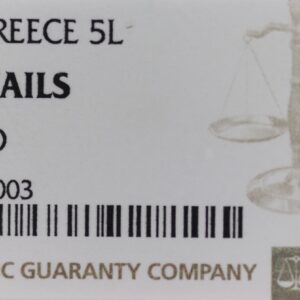 REECE 5L
AILS
003
C GUARANTY COMPANY